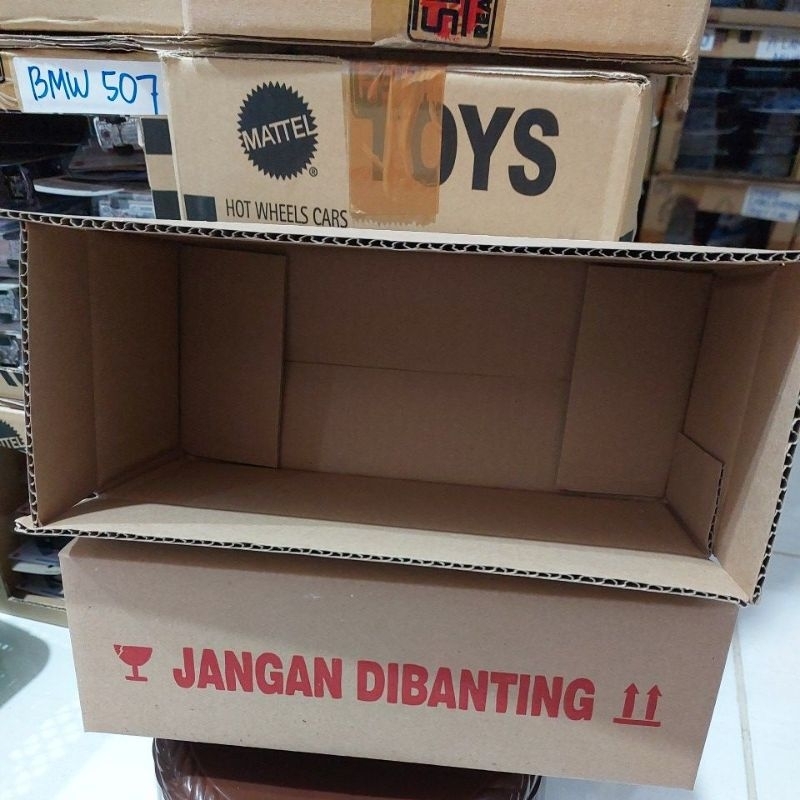 BMW 507
MATTEL
®
TOYS
HOT WHEELS CARS
JANGAN DIBANTING